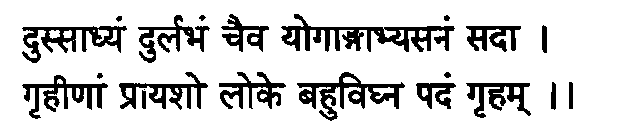 दुस्साध्यं दुर्लभं चैव योगाङ्गाभ्यसनं सदा ।
गृहीणां प्रायशो लोके बहुविघ्न पदं गृहम् ।।